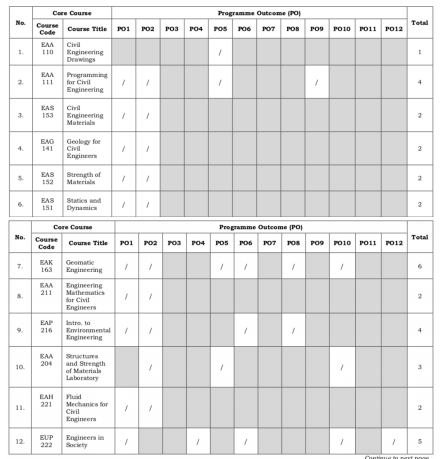 No. Core Course Programme Outcome (PO) Total
Course Code Course Title PO1 PO2 PO3 PO4 PO5 PO6 PO7 PO8 PO9 PO10 PO11 PO12
1. EAA 110 Civil Engineering Drawings / 1
2. EAA 111 Programming for Civil Engineering / / / / 4
3. EAS 153 Civil Engineering Materials / / 2
4. EAG 141 Geology for Civil Engineers / / 2
5. EAS 152 Strength of Materials / / 2
6. EAS 151 Statics and Dynamics / / 2
No. Core Course Programme Outcome (PO) Total
Course Code Course Title PO1 PO2 PO3 PO4 PO5 PO6 PO7 PO8 PO9 PO10 PO11 PO12
7. EAK 163 Geomatic Engineering / / / / / / 6
8. EAA 211 Engineering Mathematics for Civil Engineers / / 2
9. EAP 216 Intro. to Environmental Engineering / / / / 4
10. EAA 204 Structures and Strength of Materials Laboratory / / / 3
11. EAH 221 Fluid Mechanics for Civil Engineers / / 2
12. EUP 222 Engineers in Society / / / / / 5
Continue to next page